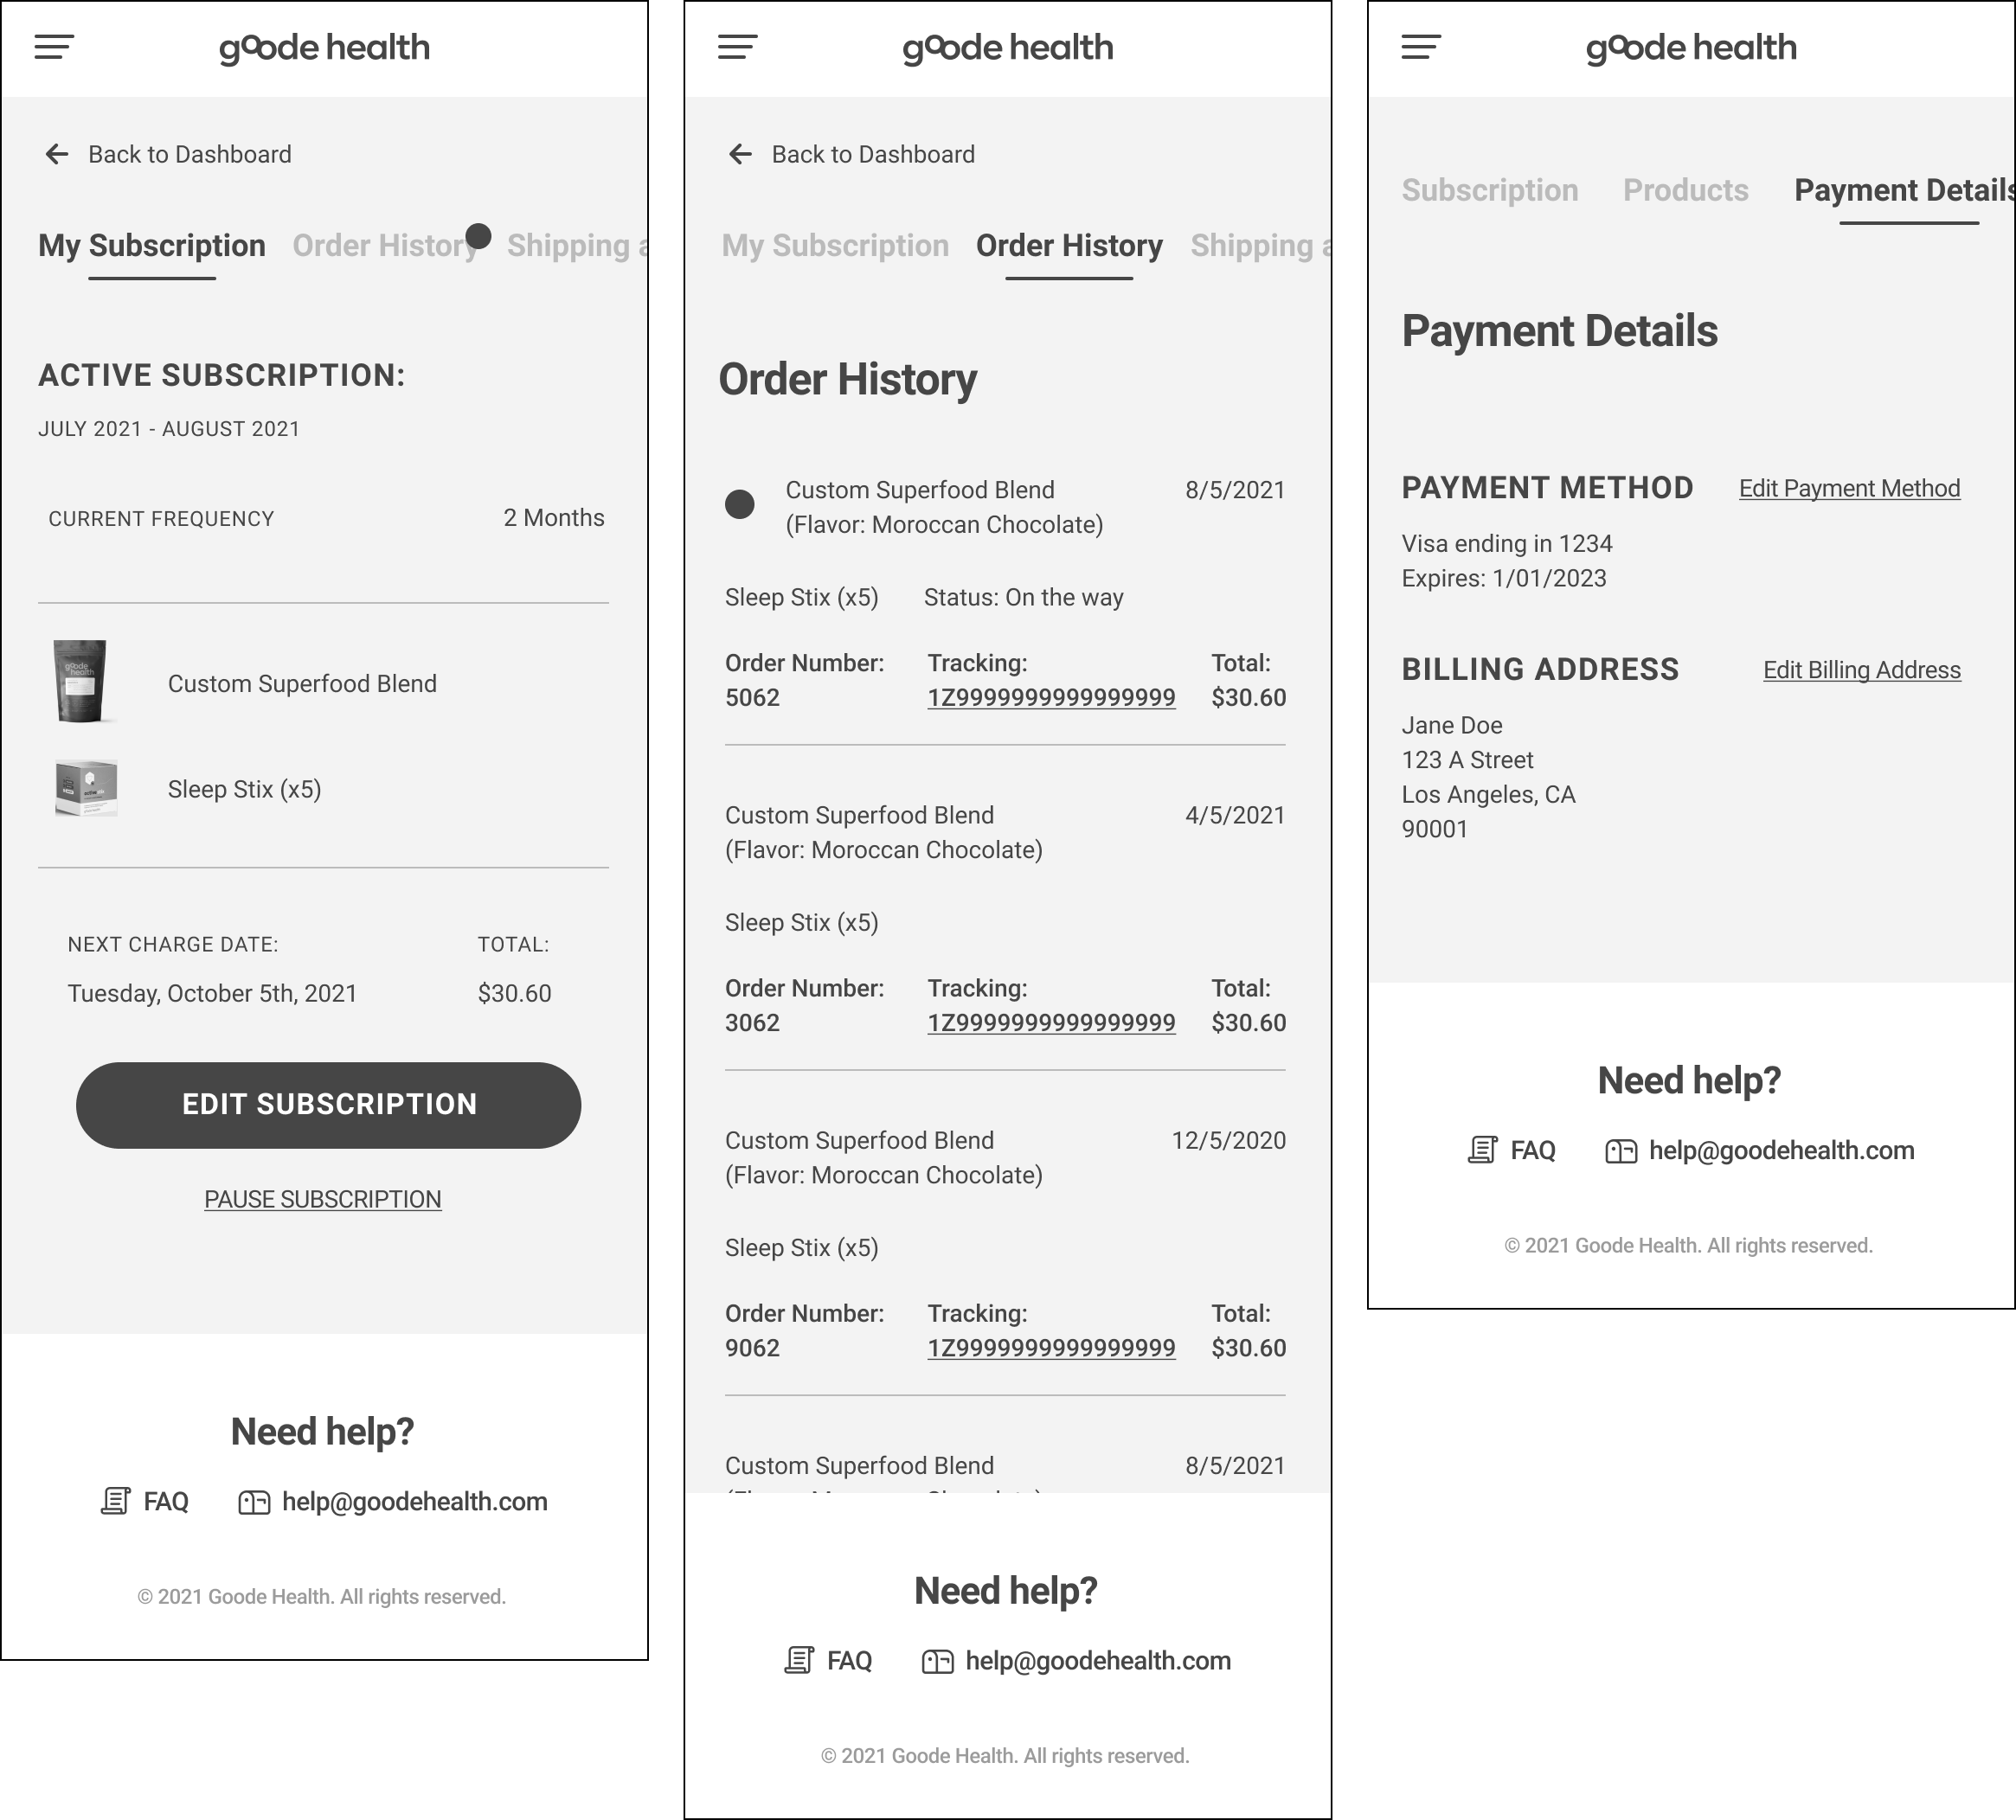 goode health
Back to Dashboard
My Subscription Order History Shipping a
ACTIVE SUBSCRIPTION:
JULY 2021 - AUGUST 2021
CURRENT FREQUENCY 2 Months
goode
health
Custom Superfood Blend
Sleep Stix (x5)
NEXT CHARGE DATE: TOTAL:
Tuesday, October 5th, 2021 $30.60
EDIT SUBSCRIPTION
PAUSE SUBSCRIPTION
Need help?
FAQ help@goodehealth.com
© 2021 Goode Health. All rights reserved.
goode health
Back to Dashboard
My Subscription Order History Shipping a
Order History
Custom Superfood Blend 8/5/2021
(Flavor: Moroccan Chocolate)
Sleep Stix (x5) Status: On the way
Order Number: Tracking: Total:
5062 1Z9999999999999999 $30.60
Custom Superfood Blend 4/5/2021
(Flavor: Moroccan Chocolate)
Sleep Stix (x5)
Order Number: Tracking: Total:
3062 1Z9999999999999999 $30.60
Custom Superfood Blend 12/5/2020
(Flavor: Moroccan Chocolate)
Sleep Stix (x5)
Order Number: Tracking: Total:
9062 1Z9999999999999999 $30.60
Custom Superfood Blend 8/5/2021
Need help?
FAQ help@goodehealth.com
© 2021 Goode Health. All rights reserved.
goode health
Subscription Products Payment Details
Payment Details
PAYMENT METHOD Edit Payment Method
Visa ending in 1234
Expires: 1/01/2023
BILLING ADDRESS Edit Billing Address
Jane Doe
123 A Street
Los Angeles, CA
90001
Need help?
FAQ help@goodehealth.com
© 2021 Goode Health. All rights reserved.